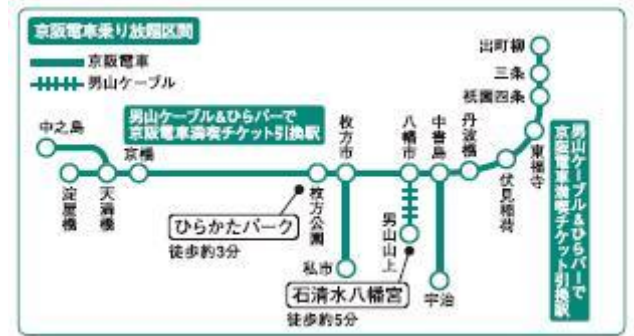 京阪電車乗り放題区間
京阪電車
男山ケーブル
男山ケーブル&ひらパーで
京阪電車満喫チケット引換駅
中之島
淀屋橋
天満橋
京橋
枚方公園
枚方市
私市
八幡市
男山山上
中書島
宇治
丹波橋
伏見稲荷
東福寺
祇園四条
三条
出町柳
ひらかたパーク
徒歩約3分
石清水八幡宮
徒歩約5分
男山ケーブル&ひらパーで
京阪電車満喫チケット引換駅